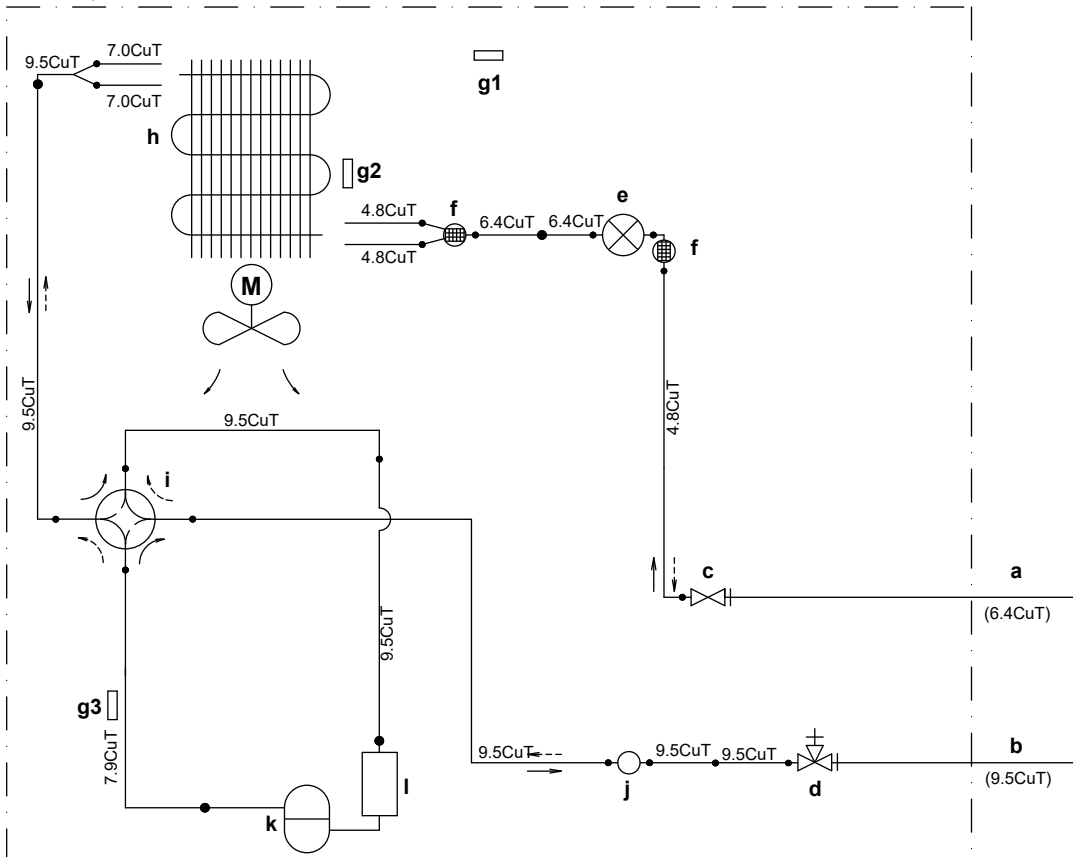 7.0CuT
9.5CuT
7.0CuT
g1
h
g2
e
4.8CuT
f
6.4CuT
6.4CuT
4.8CuT
f
M
9.5CuT
9.5CuT
4.8CuT
i
c
a
(6.4CuT)
9.5CuT
g3
7.9CuT
9.5CuT
9.5CuT
9.5CuT
b
(9.5CuT)
l
k
j
d